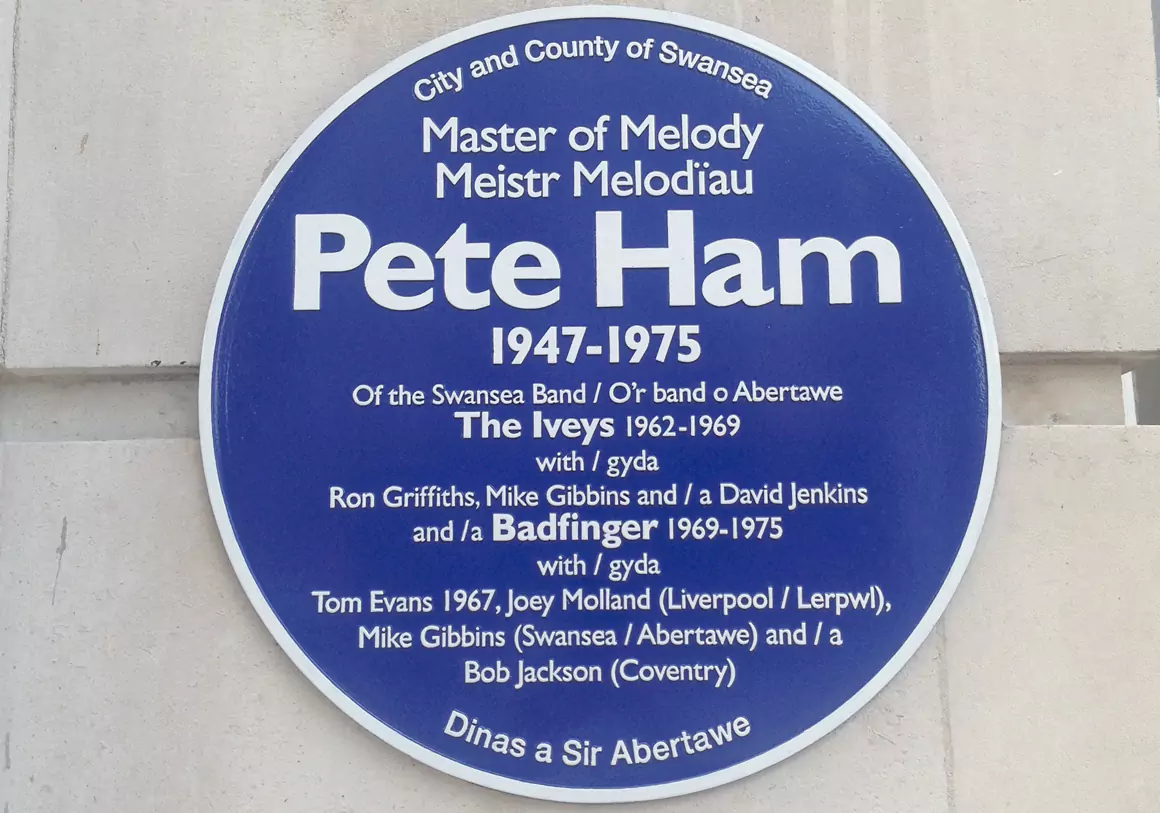 City and County of Swansea
Master of Melody
Meistr Melodïau
Pete Ham
1947-1975
Of the Swansea Band / O'r band o Abertawe
The Iveys 1962-1969
with / gyda
Ron Griffiths, Mike Gibbins and / a David Jenkins
and /a Badfinger 1969-1975
with / gyda
Tom Evans 1967, Joey Molland (Liverpool / Lerpwl),
Mike Gibbins (Swansea / Abertawe) and / a
Bob Jackson (Coventry)
Dinas a Sir Abertawe